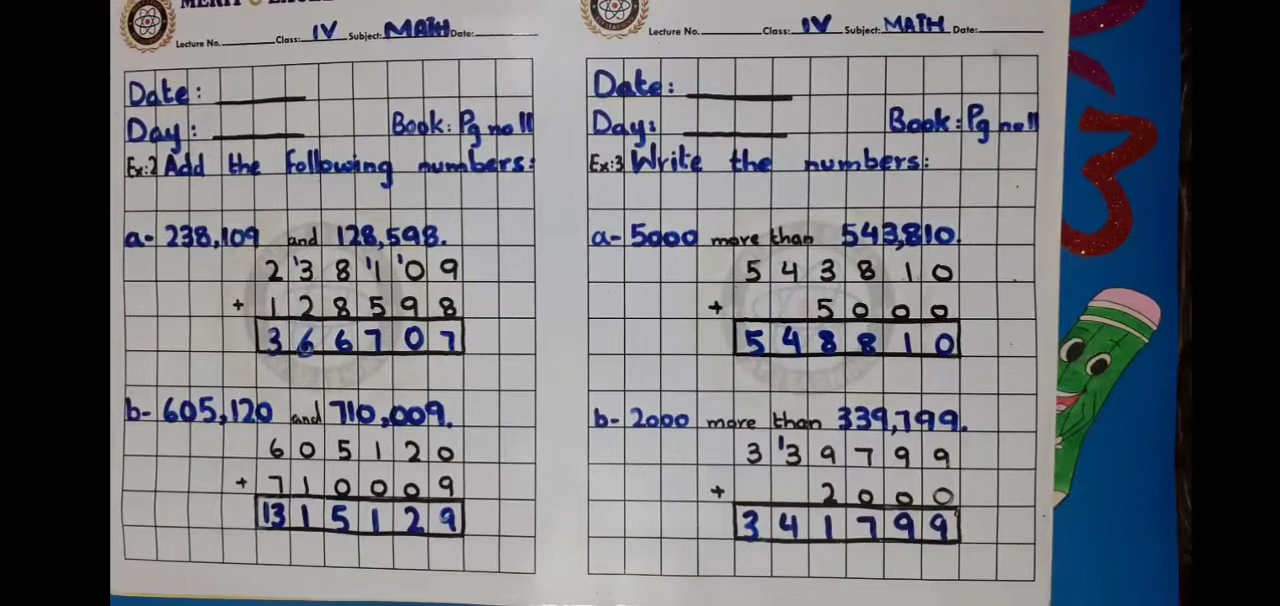 Lecture No. Class: IV Subject: MATH Date:
Date:
Day: Book: Pg no 11
Ex:2 Add the following numbers:
a- 238,109 and 128,598.
2 '3 8 '1 '0 9
+ 1 2 8 5 9 8
3 6 6 7 0 7
b- 605,120 and 710,009.
6 0 5 1 2 0
+ 7 1 0 0 0 9
13 1 5 1 2 9
Lecture No. Class: IV Subject: MATH Date:
Date:
Day: Book: Pg no 11
Ex:3 Write the numbers:
a- 5000 more than 543,810.
5 4 3 8 1 0
+ 5 0 0 0
5 4 8 8 1 0
b- 2000 more than 339,799.
3 '3 9 7 9 9
+ 2 0 0 0
3 4 1 7 9 9